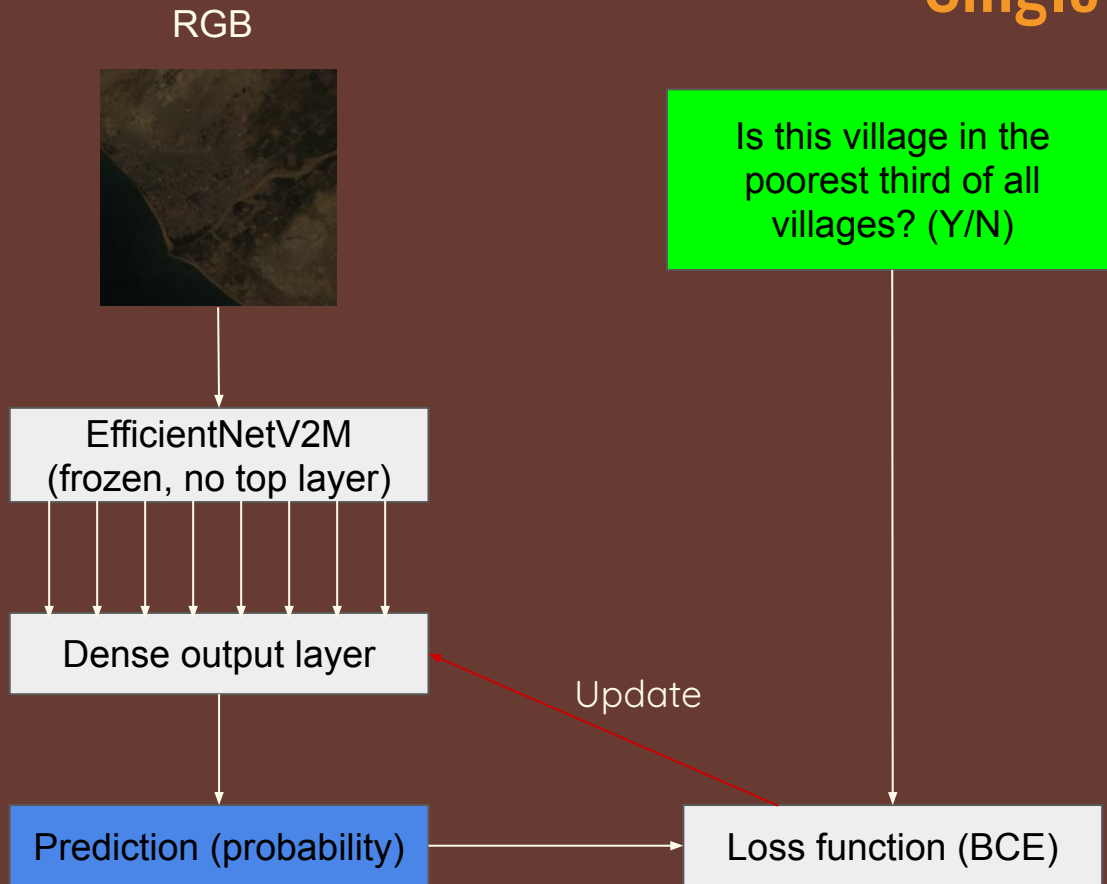 RGB
Is this village in the
poorest third of all
villages? (Y/N)
EfficientNetV2M
(frozen, no top layer)
Dense output layer
Update
Prediction (probability)
Loss function (BCE)